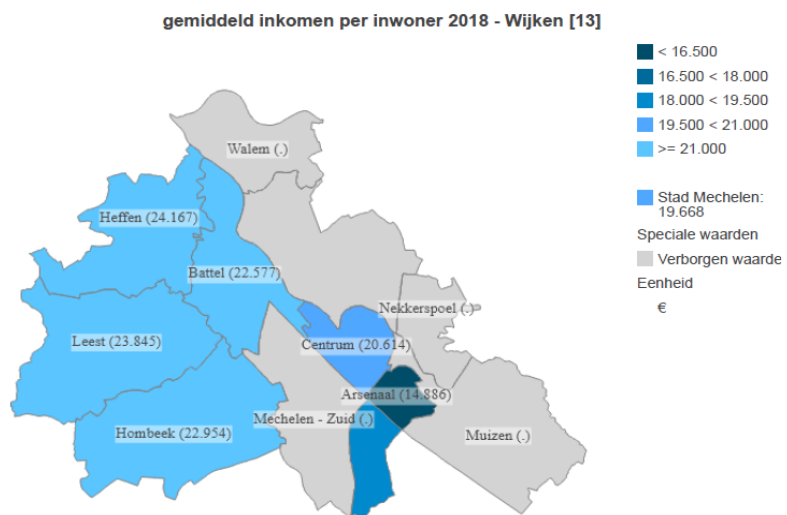 gemiddeld inkomen per inwoner 2018 - Wijken [13]
< 16.500
16.500 < 18.000
18.000 < 19.500
19.500 < 21.000
>= 21.000
Stad Mechelen:
19.668
Speciale waarden
Verborgen waarde
Eenheid
€
Walem (.)
Heffen (24.167)
Battel (22.577)
Nekkerspoel (.)
Leest (23.845)
Centrum (20.614)
Arsenaal (14.886)
Mechelen - Zuid (.)
Hombeek (22.954)
Muizen (.)